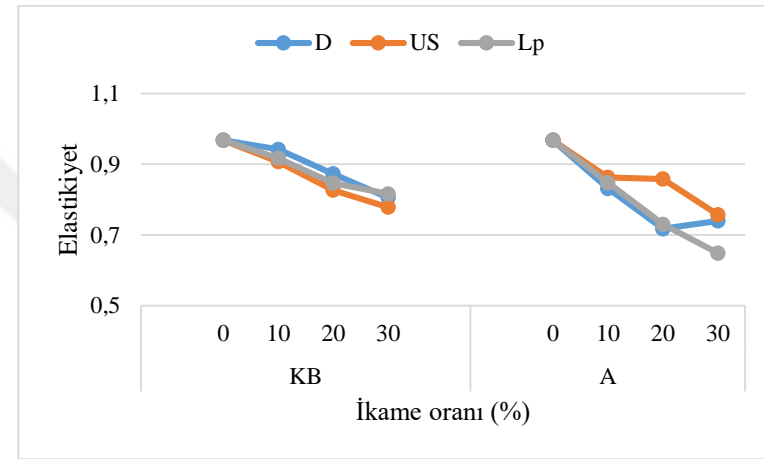 D US Lp
1,1
0,9
0,7
0,5
Elastikiyet
0 10 20 30 0 10 20 30
KB A
İkame oranı (%)